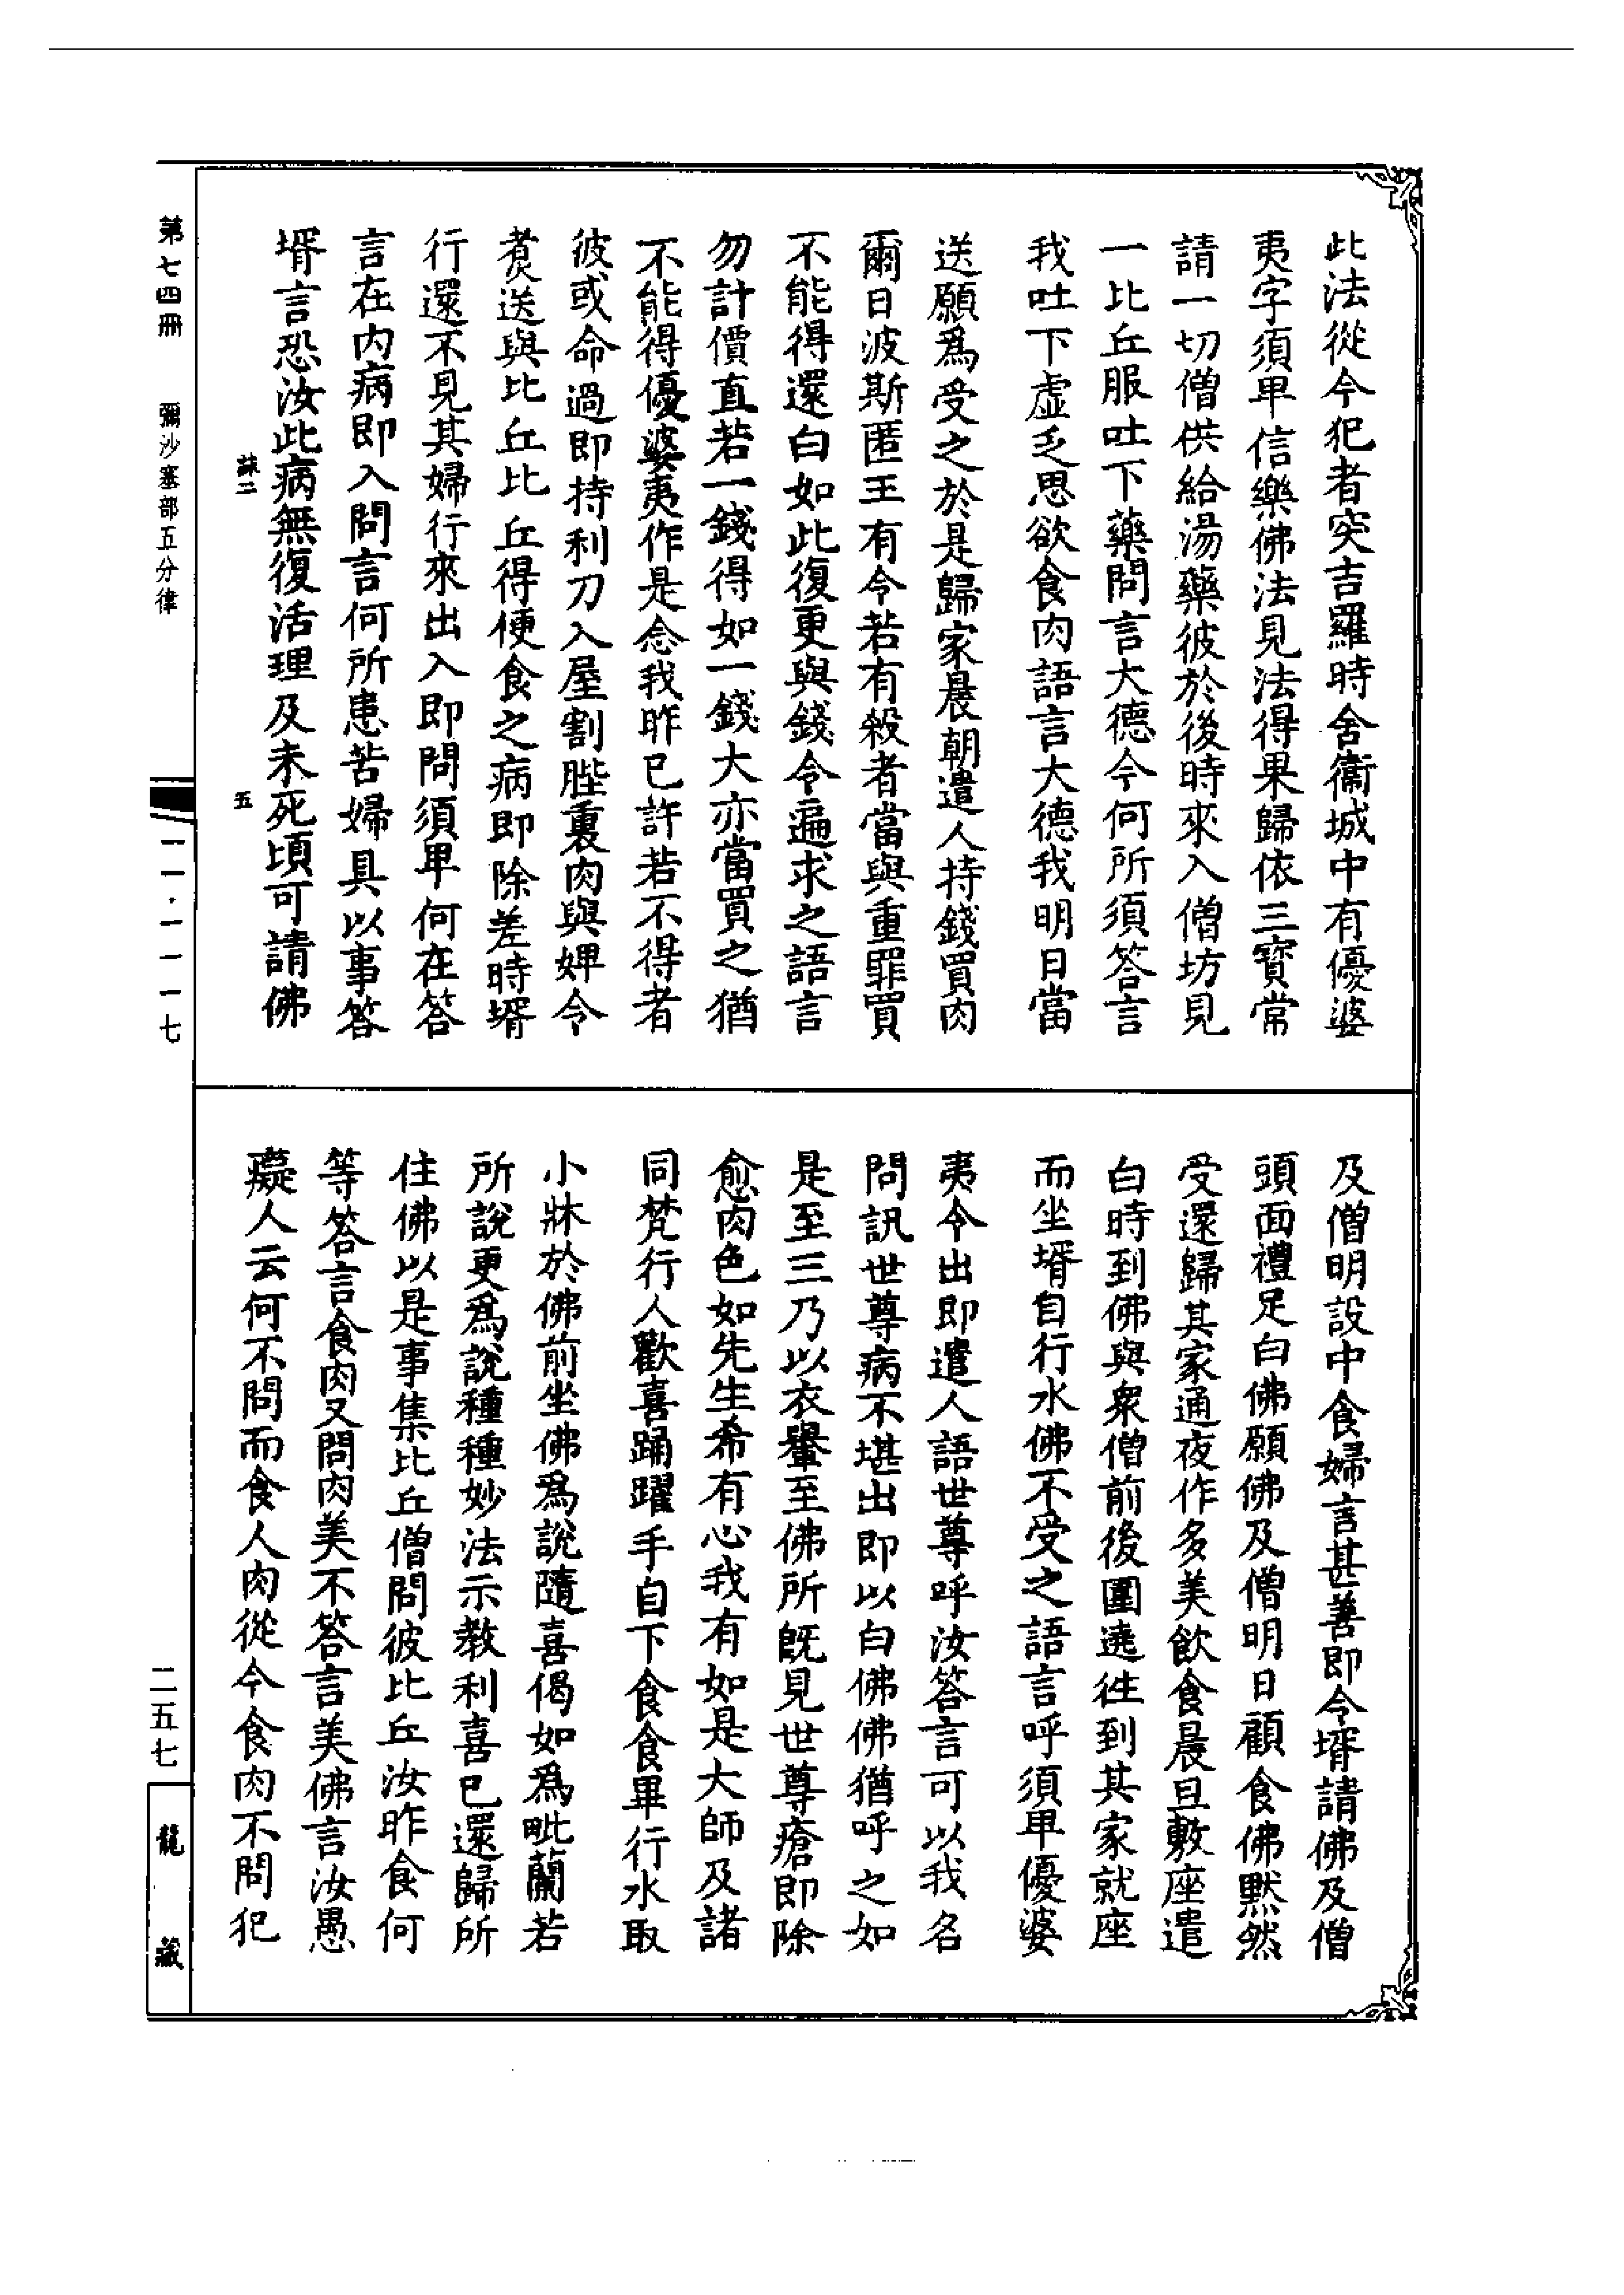 此法從今犯者突吉羅時舍衞城中有優婆
夷字須卑信樂佛法見法得果歸依三寶常
請一切僧供給湯藥彼於後時來入僧坊見
一比丘服吐下藥問言大德今何所須答言
我吐下虛乏思欲食肉語言大德我明日當
送願爲受之於是歸家晨朝遣人持錢買肉
爾日波斯匿王有令若有殺者當與重罪買
不能得還白如此復更與錢令遍求之語言
勿計價直若一錢得如一錢大亦當買之猶
不能得優婆夷作是念我昨已許若不得者
彼或命過即持利刀入屋割髀裏肉與婢令
煑送與比丘比丘得便食之病即除差時壻
行還不見其婦行來出入即問須卑何在答
言在内病即入問言何所患苦婦具以事答
壻言恐汝此病無復活理及未死頃可請佛
及僧明設中食婦言甚善即令壻請佛及僧
頭面禮足白佛願佛及僧明日顧食佛黙然
受還歸其家通夜作多美飲食晨旦敷座遣
白時到佛與衆僧前後圍遶往到其家就座
而坐壻自行水佛不受之語言呼須卑優婆
夷令出即遣人語世尊呼汝答言可以我名
問訊世尊病不堪出即以白佛佛猶呼之如
是至三乃以衣轝至佛所旣見世尊瘡即除
愈肉色如先生希有心我有如是大師及諸
同梵行人歡喜踊躍手自下食食畢行水取
小牀於佛前坐佛爲說隨喜偈如爲毗蘭若
所說更爲說種種妙法示教利喜已還歸所
住佛以是事集比丘僧問彼比丘汝昨食何
等答言食肉又問肉美不答言美佛言汝愚
癡人云何不問而食人肉從今食肉不問犯
第七四冊
彌沙塞部五分律
蘇二
五
一一·一一一七
二五七
龍藏